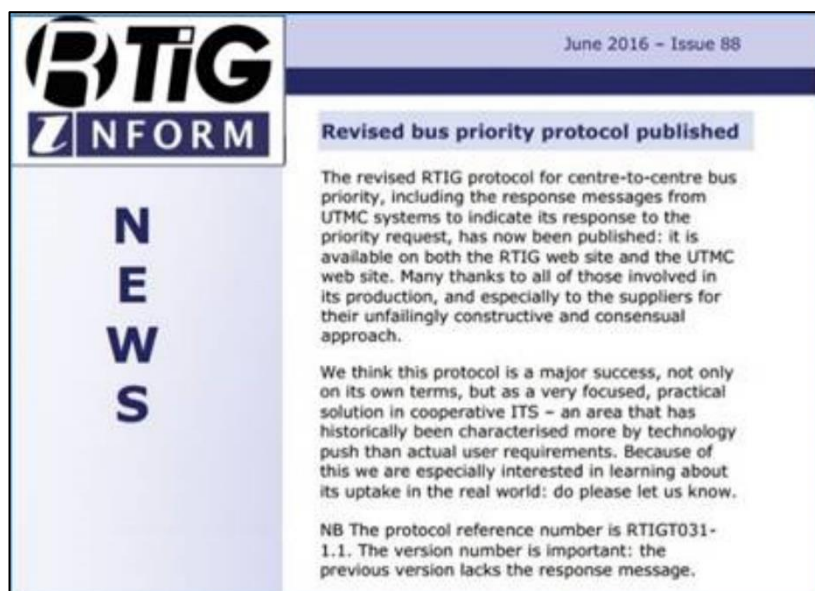 RTiG
iNFORM
June 2016 – Issue 88
NEWS
Revised bus priority protocol published
The revised RTIG protocol for centre-to-centre bus
priority, including the response messages from
UTMC systems to indicate its response to the
priority request, has now been published: it is
available on both the RTIG web site and the UTMC
web site. Many thanks to all of those involved in
its production, and especially to the suppliers for
their unfailingly constructive and consensual
approach.
We think this protocol is a major success, not only
on its own terms, but as a very focused, practical
solution in cooperative ITS – an area that has
historically been characterised more by technology
push than actual user requirements. Because of
this we are especially interested in learning about
its uptake in the real world: do please let us know.
NB The protocol reference number is RTIGT031-
1.1. The version number is important: the
previous version lacks the response message.